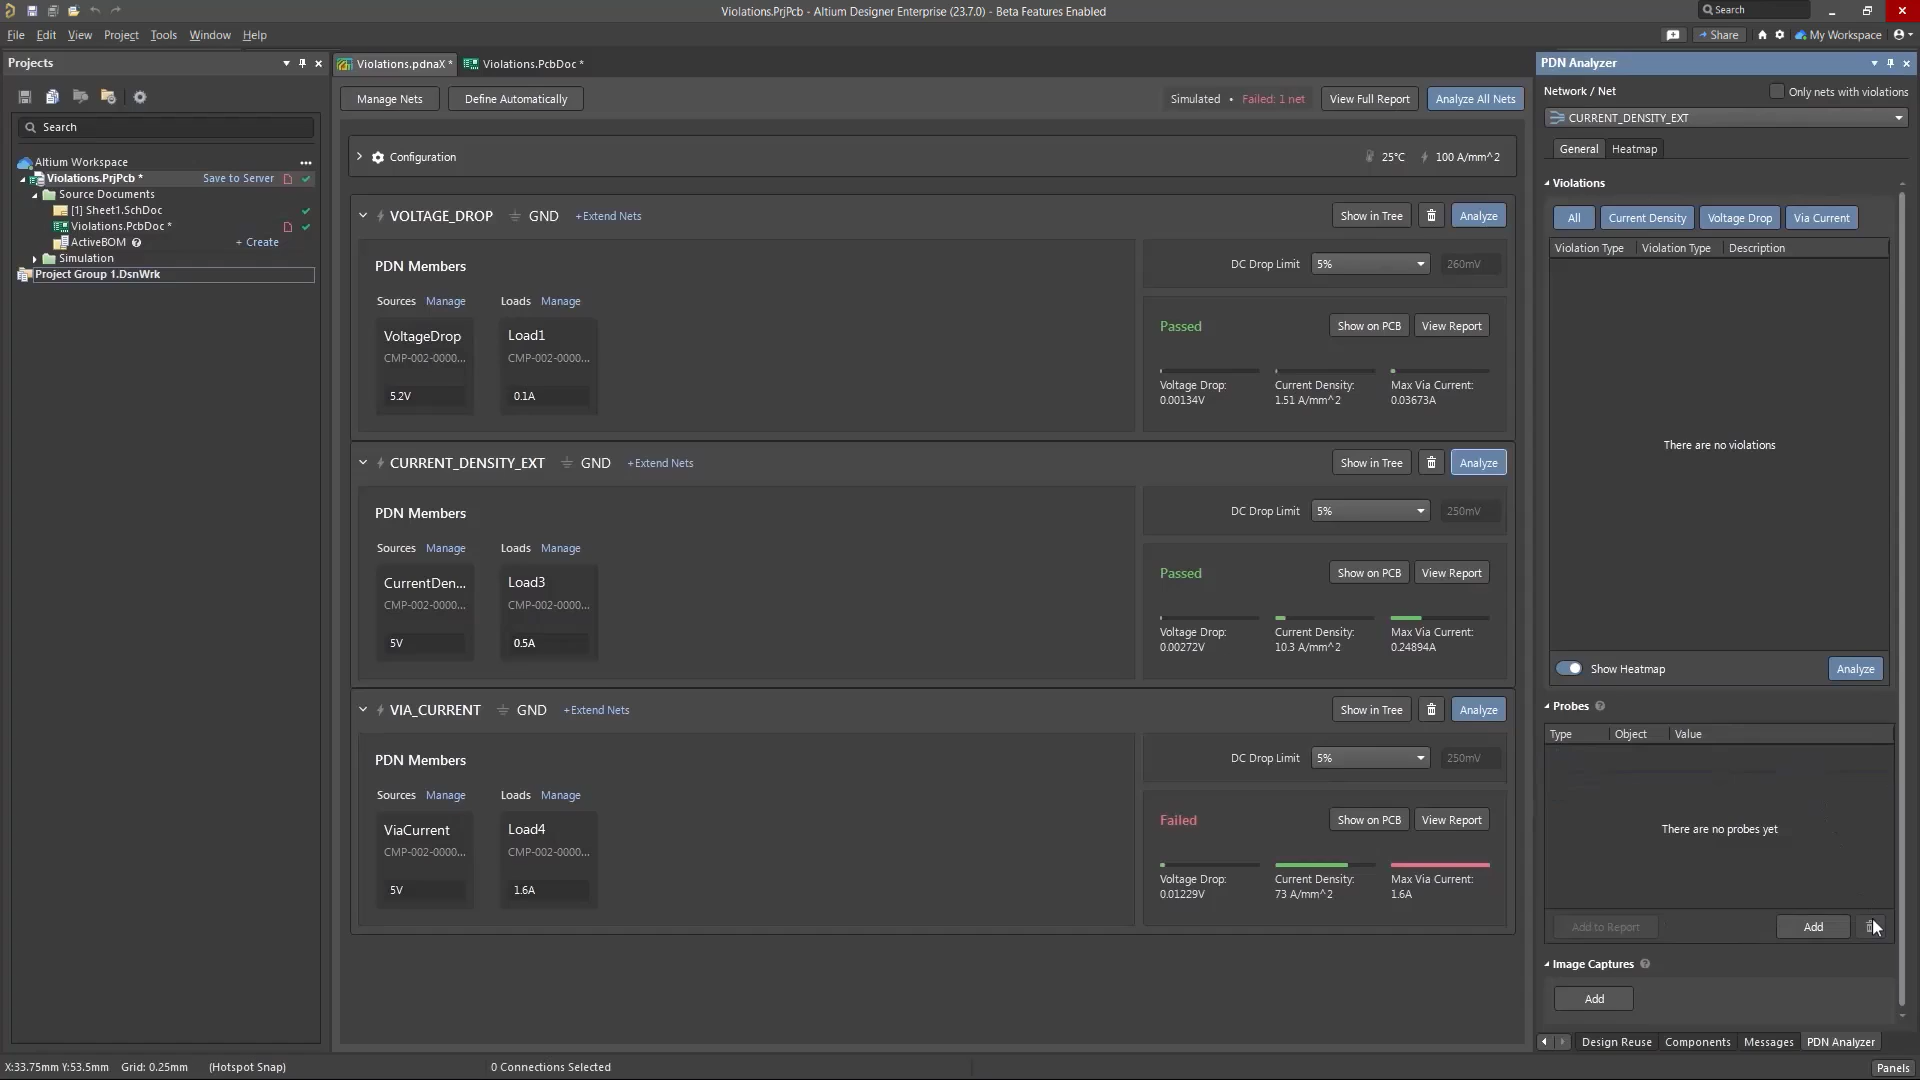 Violations.PrjPcb - Altium Designer Enterprise (23.7.0) - Beta Features Enabled
Search
File Edit View Project Tools Window Help
Share My Workspace
Projects
Search
Altium Workspace
Violations.PrjPcb * Save to Server
Source Documents
[1] Sheet1.SchDoc
Violations.PcbDoc *
ActiveBOM + Create
Simulation
Project Group 1.DsnWrk
Violations.pdnaX * Violations.PcbDoc *
Manage Nets Define Automatically Simulated • Failed: 1 net View Full Report Analyze All Nets
Configuration 25°C 100 A/mm^2
VOLTAGE_DROP GND +Extend Nets Show in Tree Analyze
PDN Members
DC Drop Limit 5% 260mV
Sources Manage Loads Manage
VoltageDrop Load1
CMP-002-0000... CMP-002-0000...
5.2V 0.1A
Passed Show on PCB View Report
Voltage Drop: Current Density: Max Via Current:
0.00134V 1.51 A/mm^2 0.03673A
CURRENT_DENSITY_EXT GND +Extend Nets Show in Tree Analyze
PDN Members
DC Drop Limit 5% 250mV
Sources Manage Loads Manage
CurrentDen... Load3
CMP-002-0000... CMP-002-0000...
5V 0.5A
Passed Show on PCB View Report
Voltage Drop: Current Density: Max Via Current:
0.00272V 10.3 A/mm^2 0.24894A
VIA_CURRENT GND +Extend Nets Show in Tree Analyze
PDN Members
DC Drop Limit 5% 250mV
Sources Manage Loads Manage
ViaCurrent Load4
CMP-002-0000... CMP-002-0000...
5V 1.6A
Failed Show on PCB View Report
Voltage Drop: Current Density: Max Via Current:
0.01229V 73 A/mm^2 1.6A
PDN Analyzer
Network / Net Only nets with violations
CURRENT_DENSITY_EXT
General Heatmap
Violations
All Current Density Voltage Drop Via Current
Violation Type Violation Type Description
There are no violations
Show Heatmap Analyze
Probes
Type Object Value
There are no probes yet
Add to Report Add
Image Captures
Add
Design Reuse Components Messages PDN Analyzer
X:33.75mm Y:53.5mm Grid: 0.25mm (Hotspot Snap) 0 Connections Selected Panels